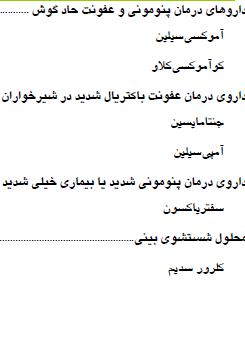 داروهای درمان پنومونی و عفونت حاد گوش ............
آموکسی‌سیلین
کوآموکسی‌کلاو
داروی درمان عفونت باکتریال شدید در شیرخواران
جنتامایسین
آمپی‌سیلین
داروی درمان پنومونی شدید یا بیماری خیلی شدید
سفتریاکسون
محلول شستشوی بینی......................................................
کلرور سدیم